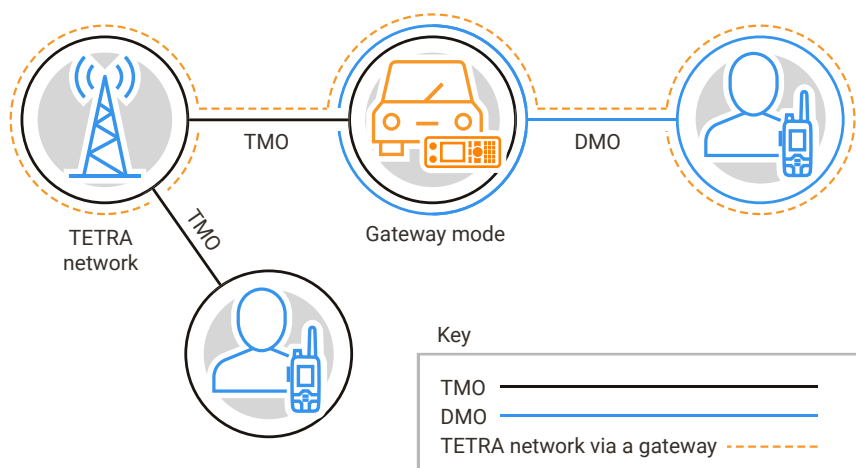 TMO
DMO
TETRA
network
Gateway mode
TMO
Key
TMO
DMO
TETRA network via a gateway